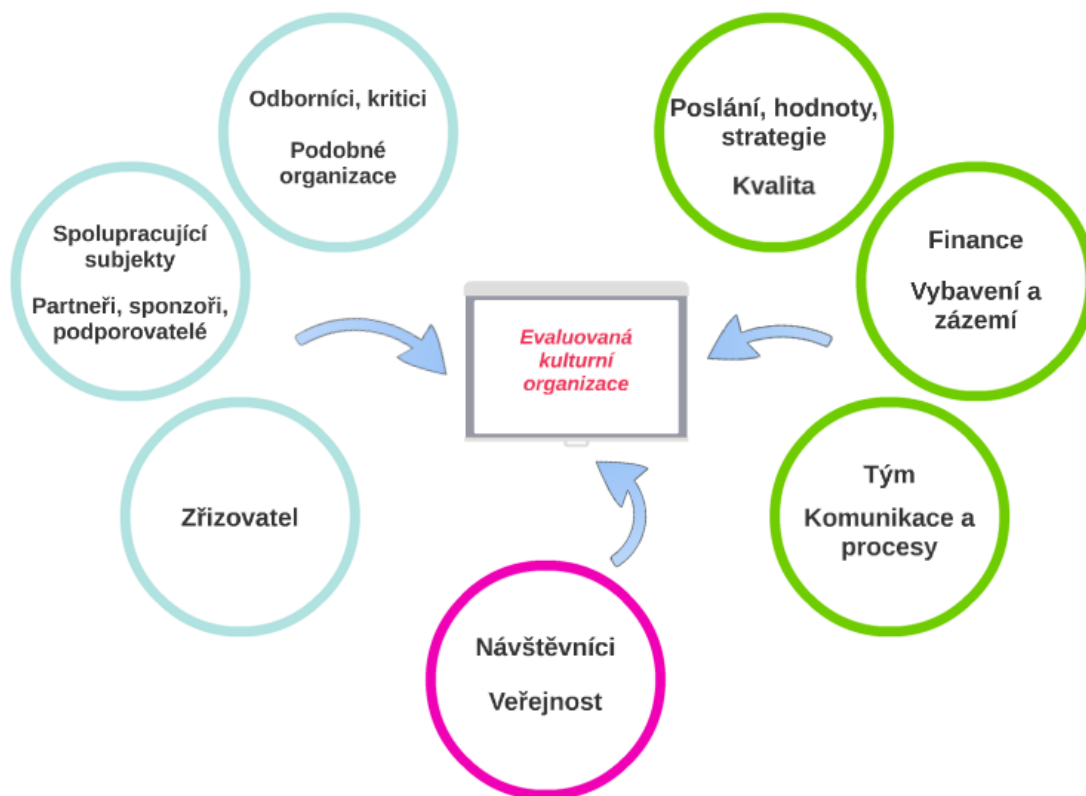 Odborníci, kritici
Podobné
organizace
Spolupracující
subjekty
Partneři, sponzoři,
podporovatelé
Zřizovatel
Evaluovaná
kulturní
organizace
Poslání, hodnoty,
strategie
Kvalita
Finance
Vybavení a
zázemí
Tým
Komunikace a
procesy
Návštěvníci
Veřejnost